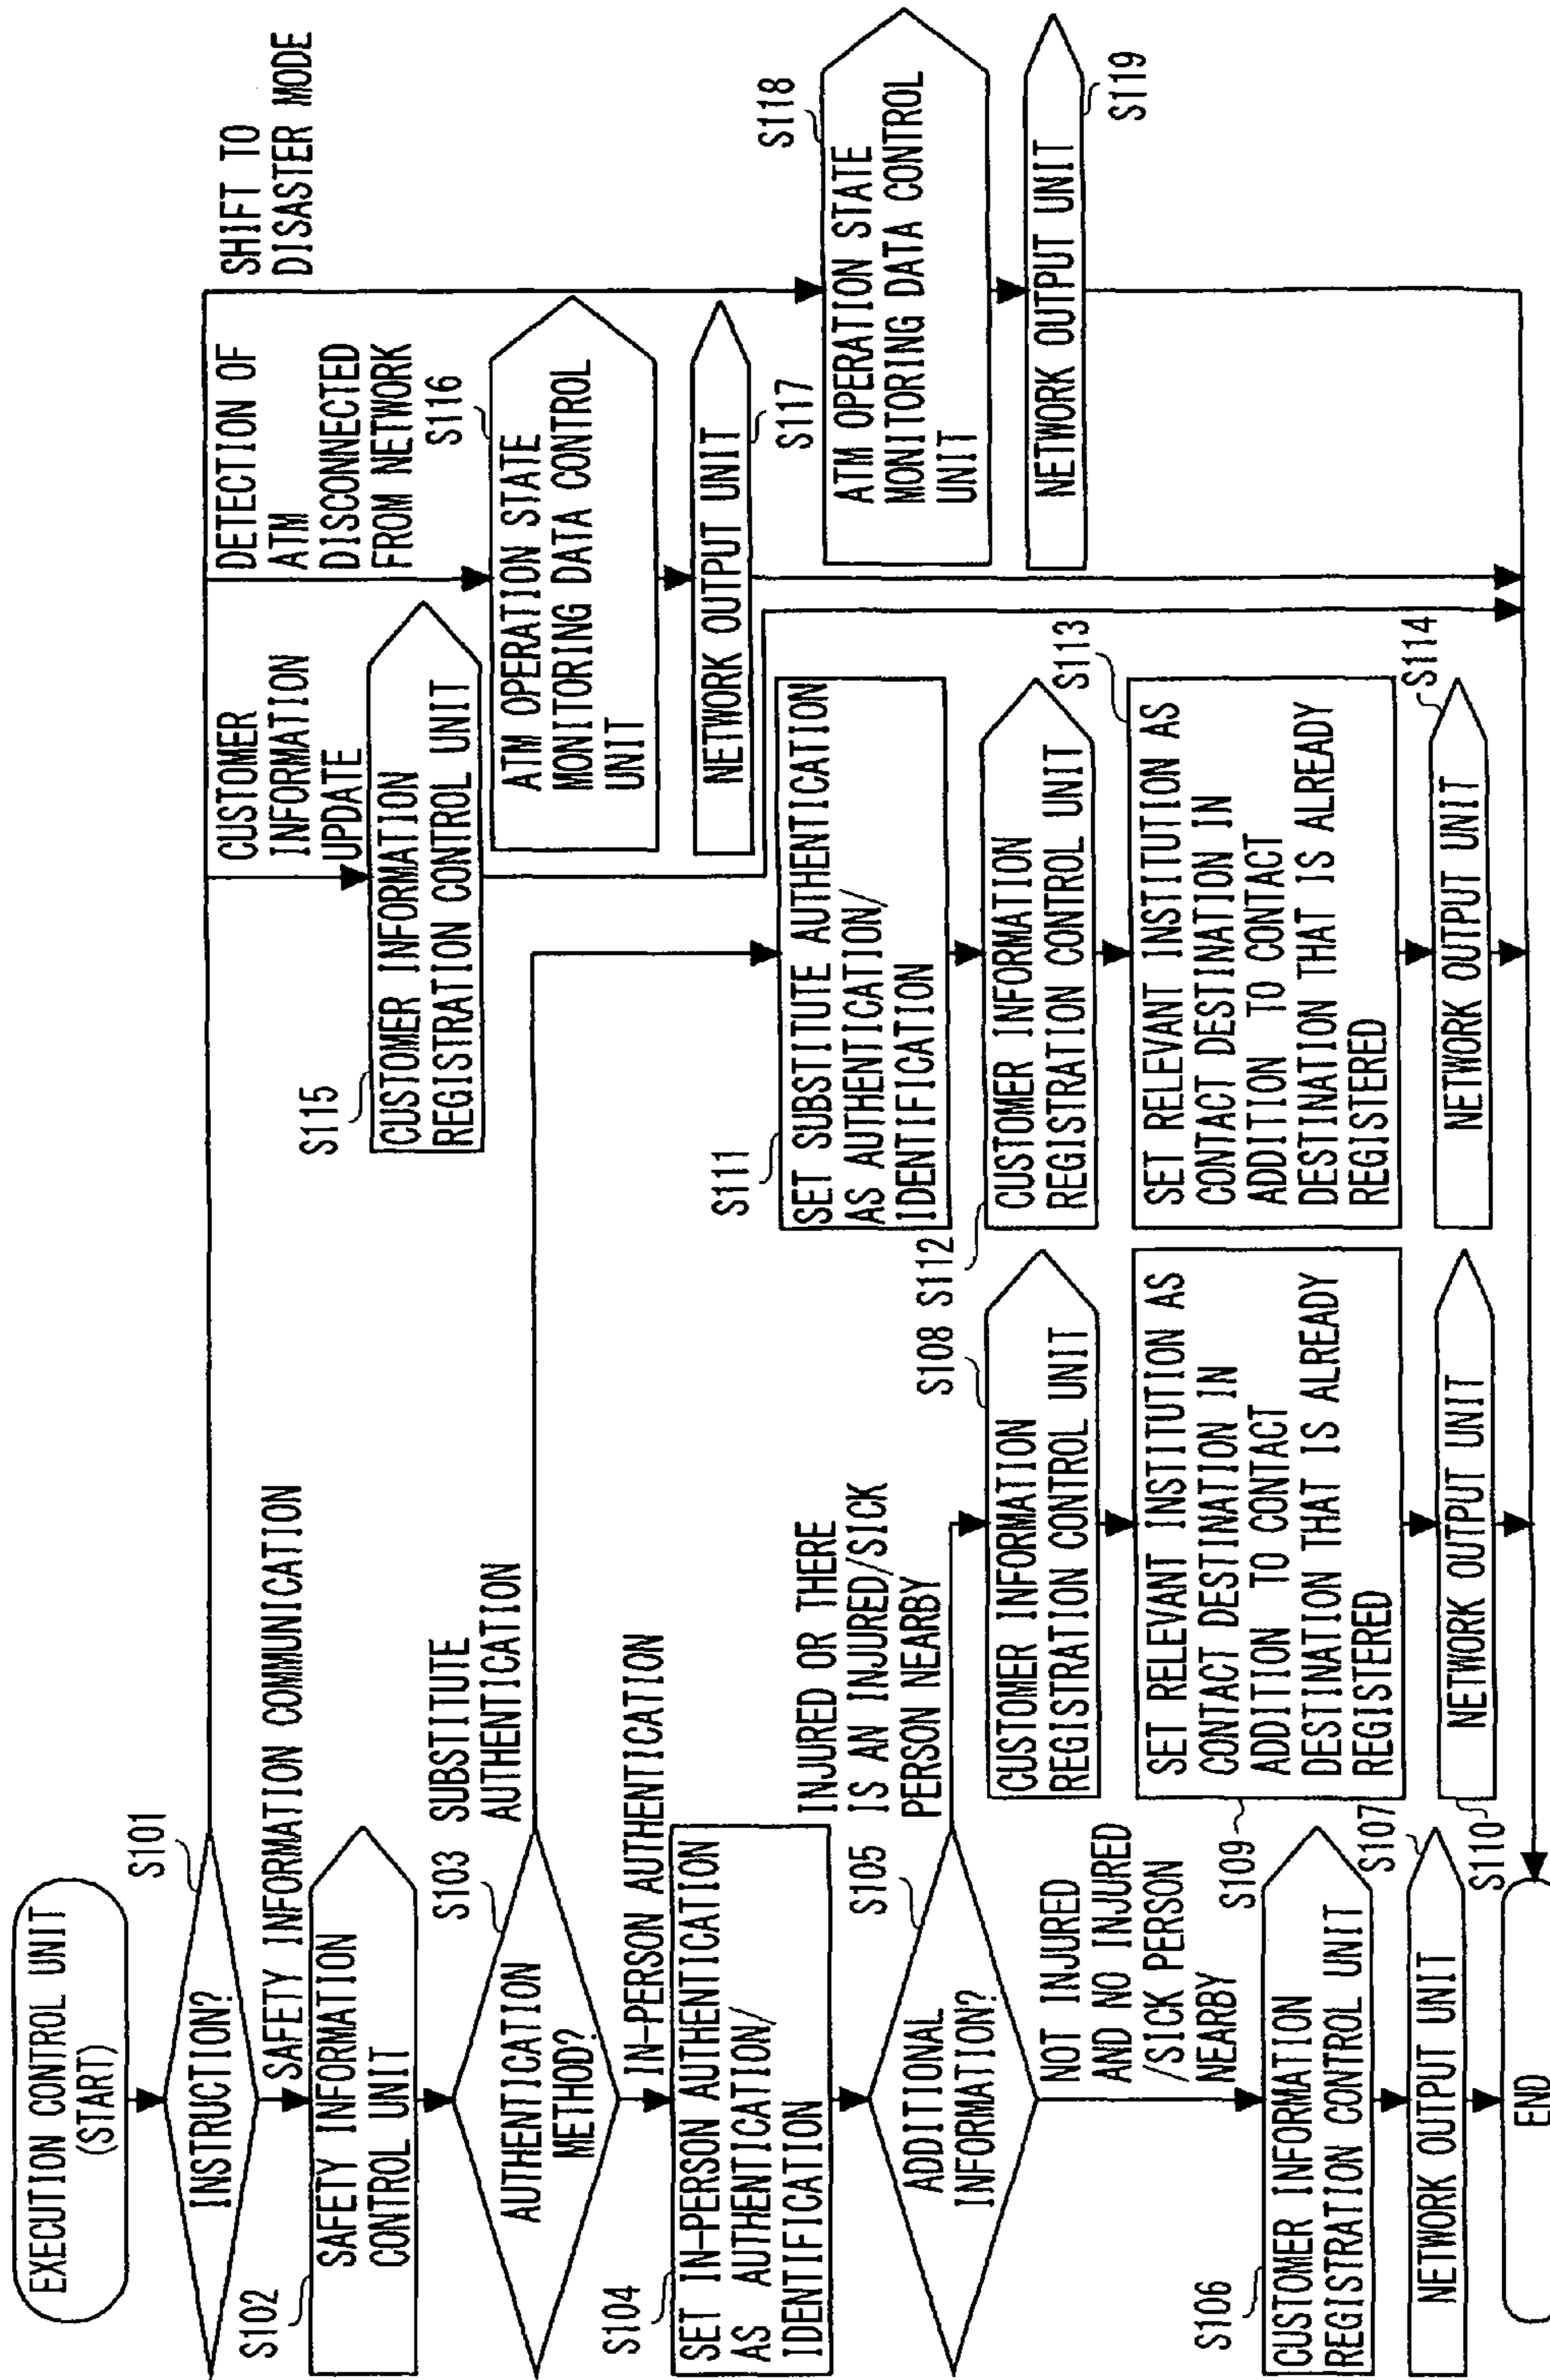 EXECUTION CONTROL UNIT
(START)
S101
INSTRUCTION?
SAFETY INFORMATION COMMUNICATION
S102
SAFETY INFORMATION
CONTROL UNIT
S103
AUTHENTICATION
METHOD?
SUBSTITUTE
AUTHENTICATION
IN-PERSON AUTHENTICATION
S104
SET IN-PERSON AUTHENTICATION
AS AUTHENTICATION/
IDENTIFICATION
S105
ADDITIONAL
INFORMATION?
INJURED OR THERE
IS AN INJURED/SICK
PERSON NEARBY
NOT INJURED
AND NO INJURED
/SICK PERSON
NEARBY
S106
CUSTOMER INFORMATION
REGISTRATION CONTROL UNIT
S107
NETWORK OUTPUT UNIT
END
S108
CUSTOMER INFORMATION
REGISTRATION CONTROL UNIT
S109
SET RELEVANT INSTITUTION AS
CONTACT DESTINATION IN
ADDITION TO CONTACT
DESTINATION THAT IS ALREADY
REGISTERED
S110
NETWORK OUTPUT UNIT
S111
SET SUBSTITUTE AUTHENTICATION
AS AUTHENTICATION/
IDENTIFICATION
S112
CUSTOMER INFORMATION
REGISTRATION CONTROL UNIT
S113
SET RELEVANT INSTITUTION AS
CONTACT DESTINATION IN
ADDITION TO CONTACT
DESTINATION THAT IS ALREADY
REGISTERED
S114
NETWORK OUTPUT UNIT
CUSTOMER
INFORMATION
UPDATE
S115
CUSTOMER INFORMATION
REGISTRATION CONTROL UNIT
DETECTION OF
ATM
DISCONNECTED
FROM NETWORK
S116
ATM OPERATION STATE
MONITORING DATA CONTROL
UNIT
S117
NETWORK OUTPUT UNIT
SHIFT TO
DISASTER MODE
S118
ATM OPERATION STATE
MONITORING DATA CONTROL
UNIT
S119
NETWORK OUTPUT UNIT